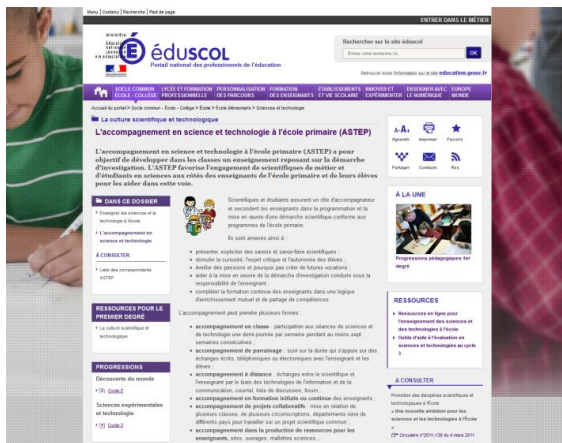 Menu | Contenu | Recherche | Pied de page
ENTRER DANS LE MÉTIER
éduSCOL
Portail national des professionnels de l'éducation
Rechercher sur le site éduscol
Entrez votre recherche ici
OK
Retrouver toute l'information sur le site education.gouv.fr
SOCLE COMMUN ÉCOLE - COLLÈGE
LYCÉE ET FORMATION PROFESSIONNELLE
PERSONNALISATION DES PARCOURS
FORMATION DES ENSEIGNANTS
ÉTABLISSEMENTS ET VIE SCOLAIRE
INNOVER ET EXPÉRIMENTER
ENSEIGNER AVEC LE NUMÉRIQUE
EUROPE MONDE
Accueil du portail > Socle commun - École - Collège > École > École élémentaire > Sciences et technologie
La culture scientifique et technologique
L'accompagnement en science et technologie à l'école primaire (ASTEP)
L'accompagnement en science et technologie à l'école primaire (ASTEP) a pour
objectif de développer dans les classes un enseignement reposant sur la démarche
d'investigation. L'ASTEP favorise l'engagement de scientifiques de métier et
d'étudiants en sciences aux côtés des enseignants de l'école primaire et de leurs élèves
pour les aider dans cette voie.
DANS CE DOSSIER
Enseigner les sciences et la
technologie à l'école
L'accompagnement en
science et technologie
À CONSULTER
Liste des correspondants
ASTEP
RESSOURCES POUR LE
PREMIER DEGRÉ
La culture scientifique et
technologique
PROGRESSIONS
Découverte du monde
Cycle 2
Sciences expérimentales
et technologie
Cycle 3
Scientifiques et étudiants assurent un rôle d'accompagnateur
et secondent les enseignants dans la programmation et la
mise en œuvre d'une démarche scientifique conforme aux
programmes de l'école primaire.
Ils sont amenés ainsi à :
présenter, expliciter des savoirs et savoir-faire scientifiques ;
stimuler la curiosité, l'esprit critique et l'autonomie des élèves ;
éveiller des passions et pourquoi pas créer de futures vocations ;
aider à la mise en œuvre de la démarche d'investigation conduite sous la
responsabilité de l'enseignant ;
compléter la formation continue des enseignants dans une logique
d'enrichissement mutuel et de partage de compétences.
L'accompagnement peut prendre plusieurs formes :
accompagnement en classe : participation aux séances de sciences et
de technologie une demi-journée par semaine pendant au moins sept
semaines consécutives ;
accompagnement de parrainage : suivi sur la durée qui s'appuie sur des
échanges écrits, téléphoniques ou électroniques avec l'enseignant et les
élèves ;
accompagnement à distance : échanges entre le scientifique et
l'enseignant par le biais des technologies de l'information et de la
communication, courriel, liste de discussion, forum... ;
accompagnement en formation initiale ou continue des enseignants ;
accompagnement de projets collaboratifs : mise en relation de
plusieurs classes, de plusieurs circonscriptions, départements voire de
différents pays pour travailler sur un projet scientifique commun ;
accompagnement dans la production de ressources pour les
enseignants, sites, ouvrages, mallettes sciences...
A-A+
Agrandir
Imprimer
Favoris
Partager
Contacts
Rss
À LA UNE
Progressions pédagogiques 1er
degré
RESSOURCES
Ressources en ligne pour
l'enseignement des sciences et
des technologies à l'école
Outils d'aide à l'évaluation en
sciences et technologies au cycle
3
A CONSULTER
Promotion des disciplines scientifiques et
technologiques à l'École
« Une nouvelle ambition pour les
sciences et les technologies à l'École
»
Circulaire n°2011-038 du 4 mars 2011